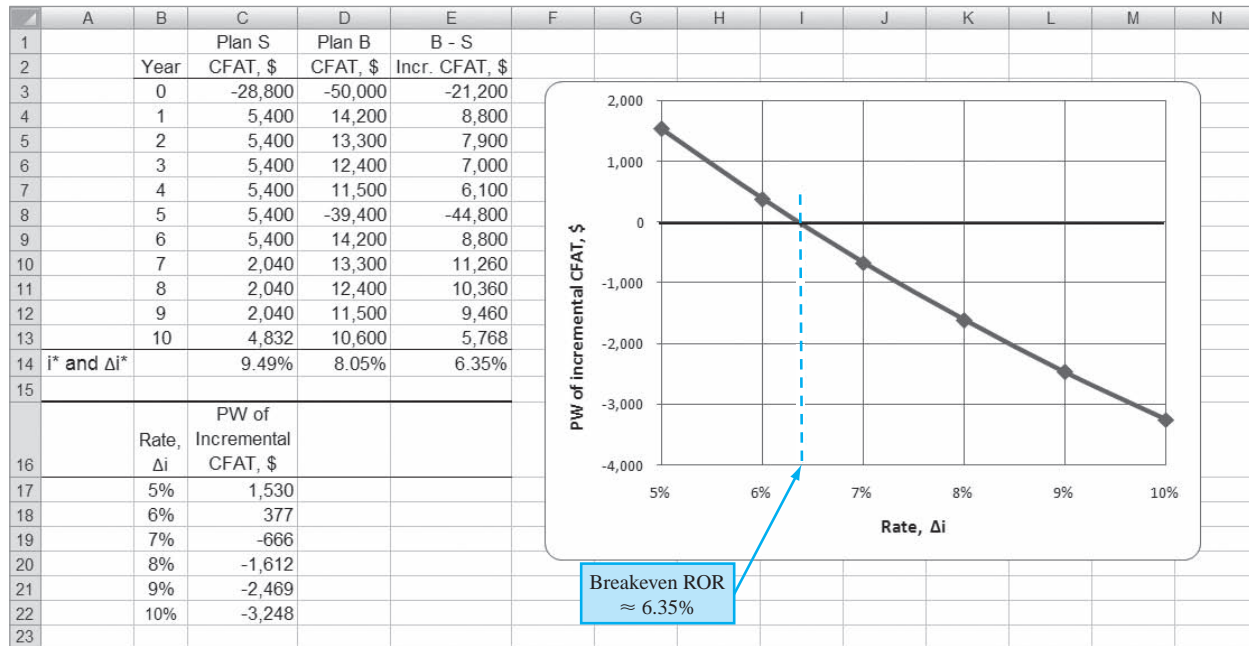 A B C D E F G H I J K L M N
1 Plan S Plan B B - S
2 Year CFAT, $ CFAT, $ Incr. CFAT, $
3 0 -28,800 -50,000 -21,200
4 1 5,400 14,200 8,800
5 2 5,400 13,300 7,900
6 3 5,400 12,400 7,000
7 4 5,400 11,500 6,100
8 5 5,400 -39,400 -44,800
9 6 5,400 14,200 8,800
10 7 2,040 13,300 11,260
11 8 2,040 12,400 10,360
12 9 2,040 11,500 9,460
13 10 4,832 10,600 5,768
14 i* and Δi* 9.49% 8.05% 6.35%
15
PW of
Rate, Incremental
16 Δi CFAT, $
17 5% 1,530
18 6% 377
19 7% -666
20 8% -1,612
21 9% -2,469
22 10% -3,248
23
PW of incremental CFAT, $
2,000
1,000
0
-1,000
-2,000
-3,000
-4,000
5% 6% 7% 8% 9% 10%
Rate, Δi
Breakeven ROR
≈ 6.35%